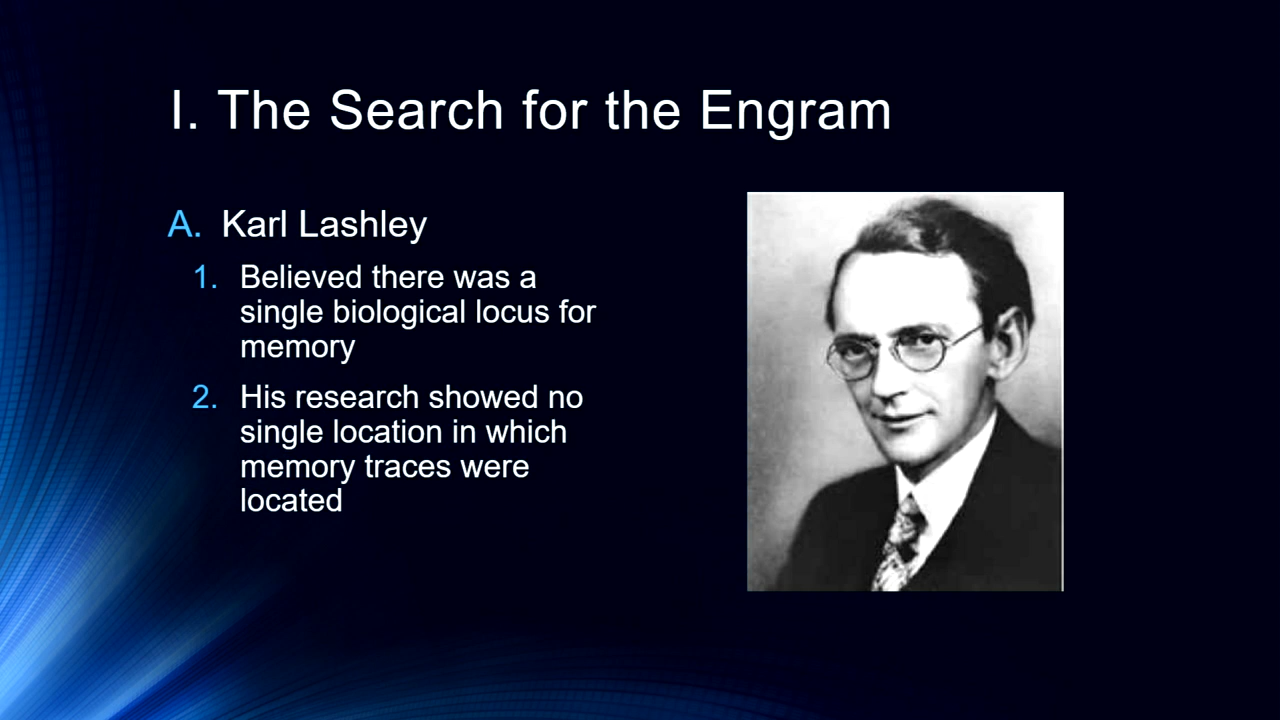 I. The Search for the Engram
A. Karl Lashley
1. Believed there was a
single biological locus for
memory
2. His research showed no
single location in which
memory traces were
located